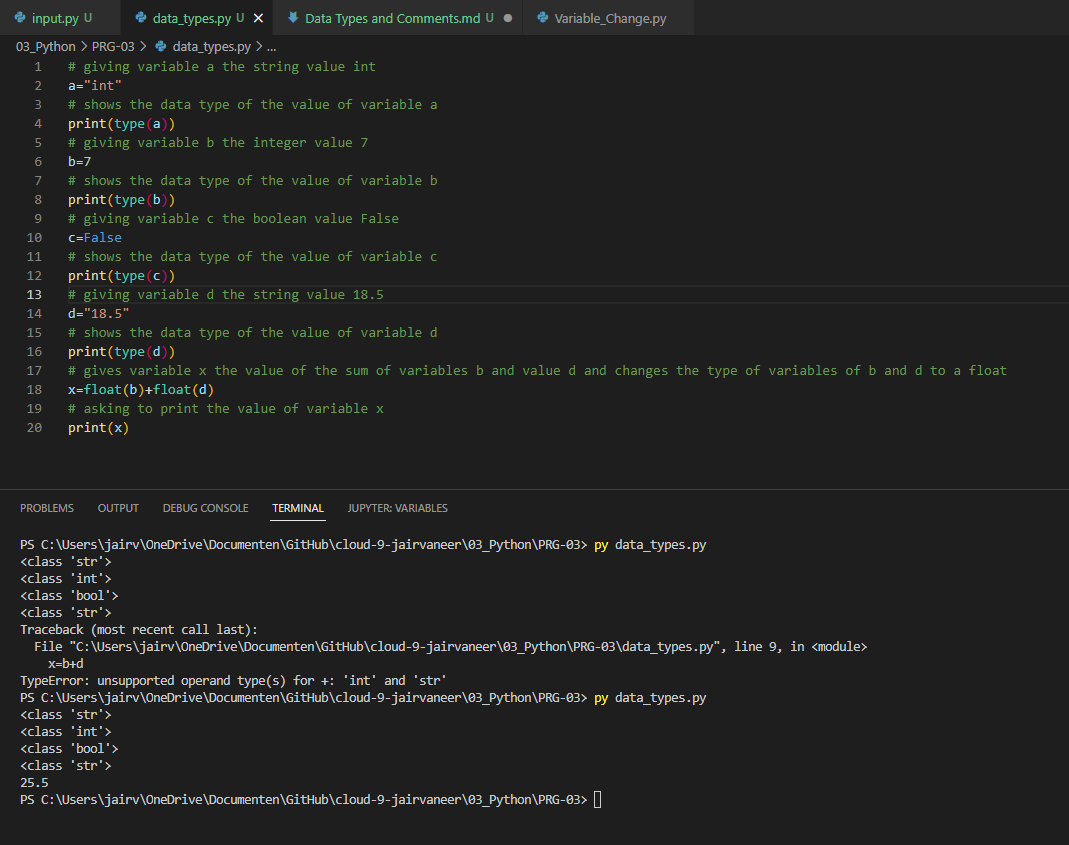 input.py U data_types.py U Data Types and Comments.md U Variable_Change.py
03_Python > PRG-03 > data_types.py > ...
1 # giving variable a the string value int
2 a="int"
3 # shows the data type of the value of variable a
4 print(type(a))
5 # giving variable b the integer value 7
6 b=7
7 # shows the data type of the value of variable b
8 print(type(b))
9 # giving variable c the boolean value False
10 c=False
11 # shows the data type of the value of variable c
12 print(type(c))
13 # giving variable d the string value 18.5
14 d="18.5"
15 # shows the data type of the value of variable d
16 print(type(d))
17 # gives variable x the value of the sum of variables b and value d and changes the type of variables of b and d to a float
18 x=float(b)+float(d)
19 # asking to print the value of variable x
20 print(x)
PROBLEMS OUTPUT DEBUG CONSOLE TERMINAL JUPYTER: VARIABLES
PS C:\Users\jairv\OneDrive\Documenten\GitHub\cloud-9-jairvaneer\03_Python\PRG-03> py data_types.py
<class 'str'>
<class 'int'>
<class 'bool'>
<class 'str'>
Traceback (most recent call last):
File "C:\Users\jairv\OneDrive\Documenten\GitHub\cloud-9-jairvaneer\03_Python\PRG-03\data_types.py", line 9, in <module>
x=b+d
TypeError: unsupported operand type(s) for +: 'int' and 'str'
PS C:\Users\jairv\OneDrive\Documenten\GitHub\cloud-9-jairvaneer\03_Python\PRG-03> py data_types.py
<class 'str'>
<class 'int'>
<class 'bool'>
<class 'str'>
25.5
PS C:\Users\jairv\OneDrive\Documenten\GitHub\cloud-9-jairvaneer\03_Python\PRG-03>